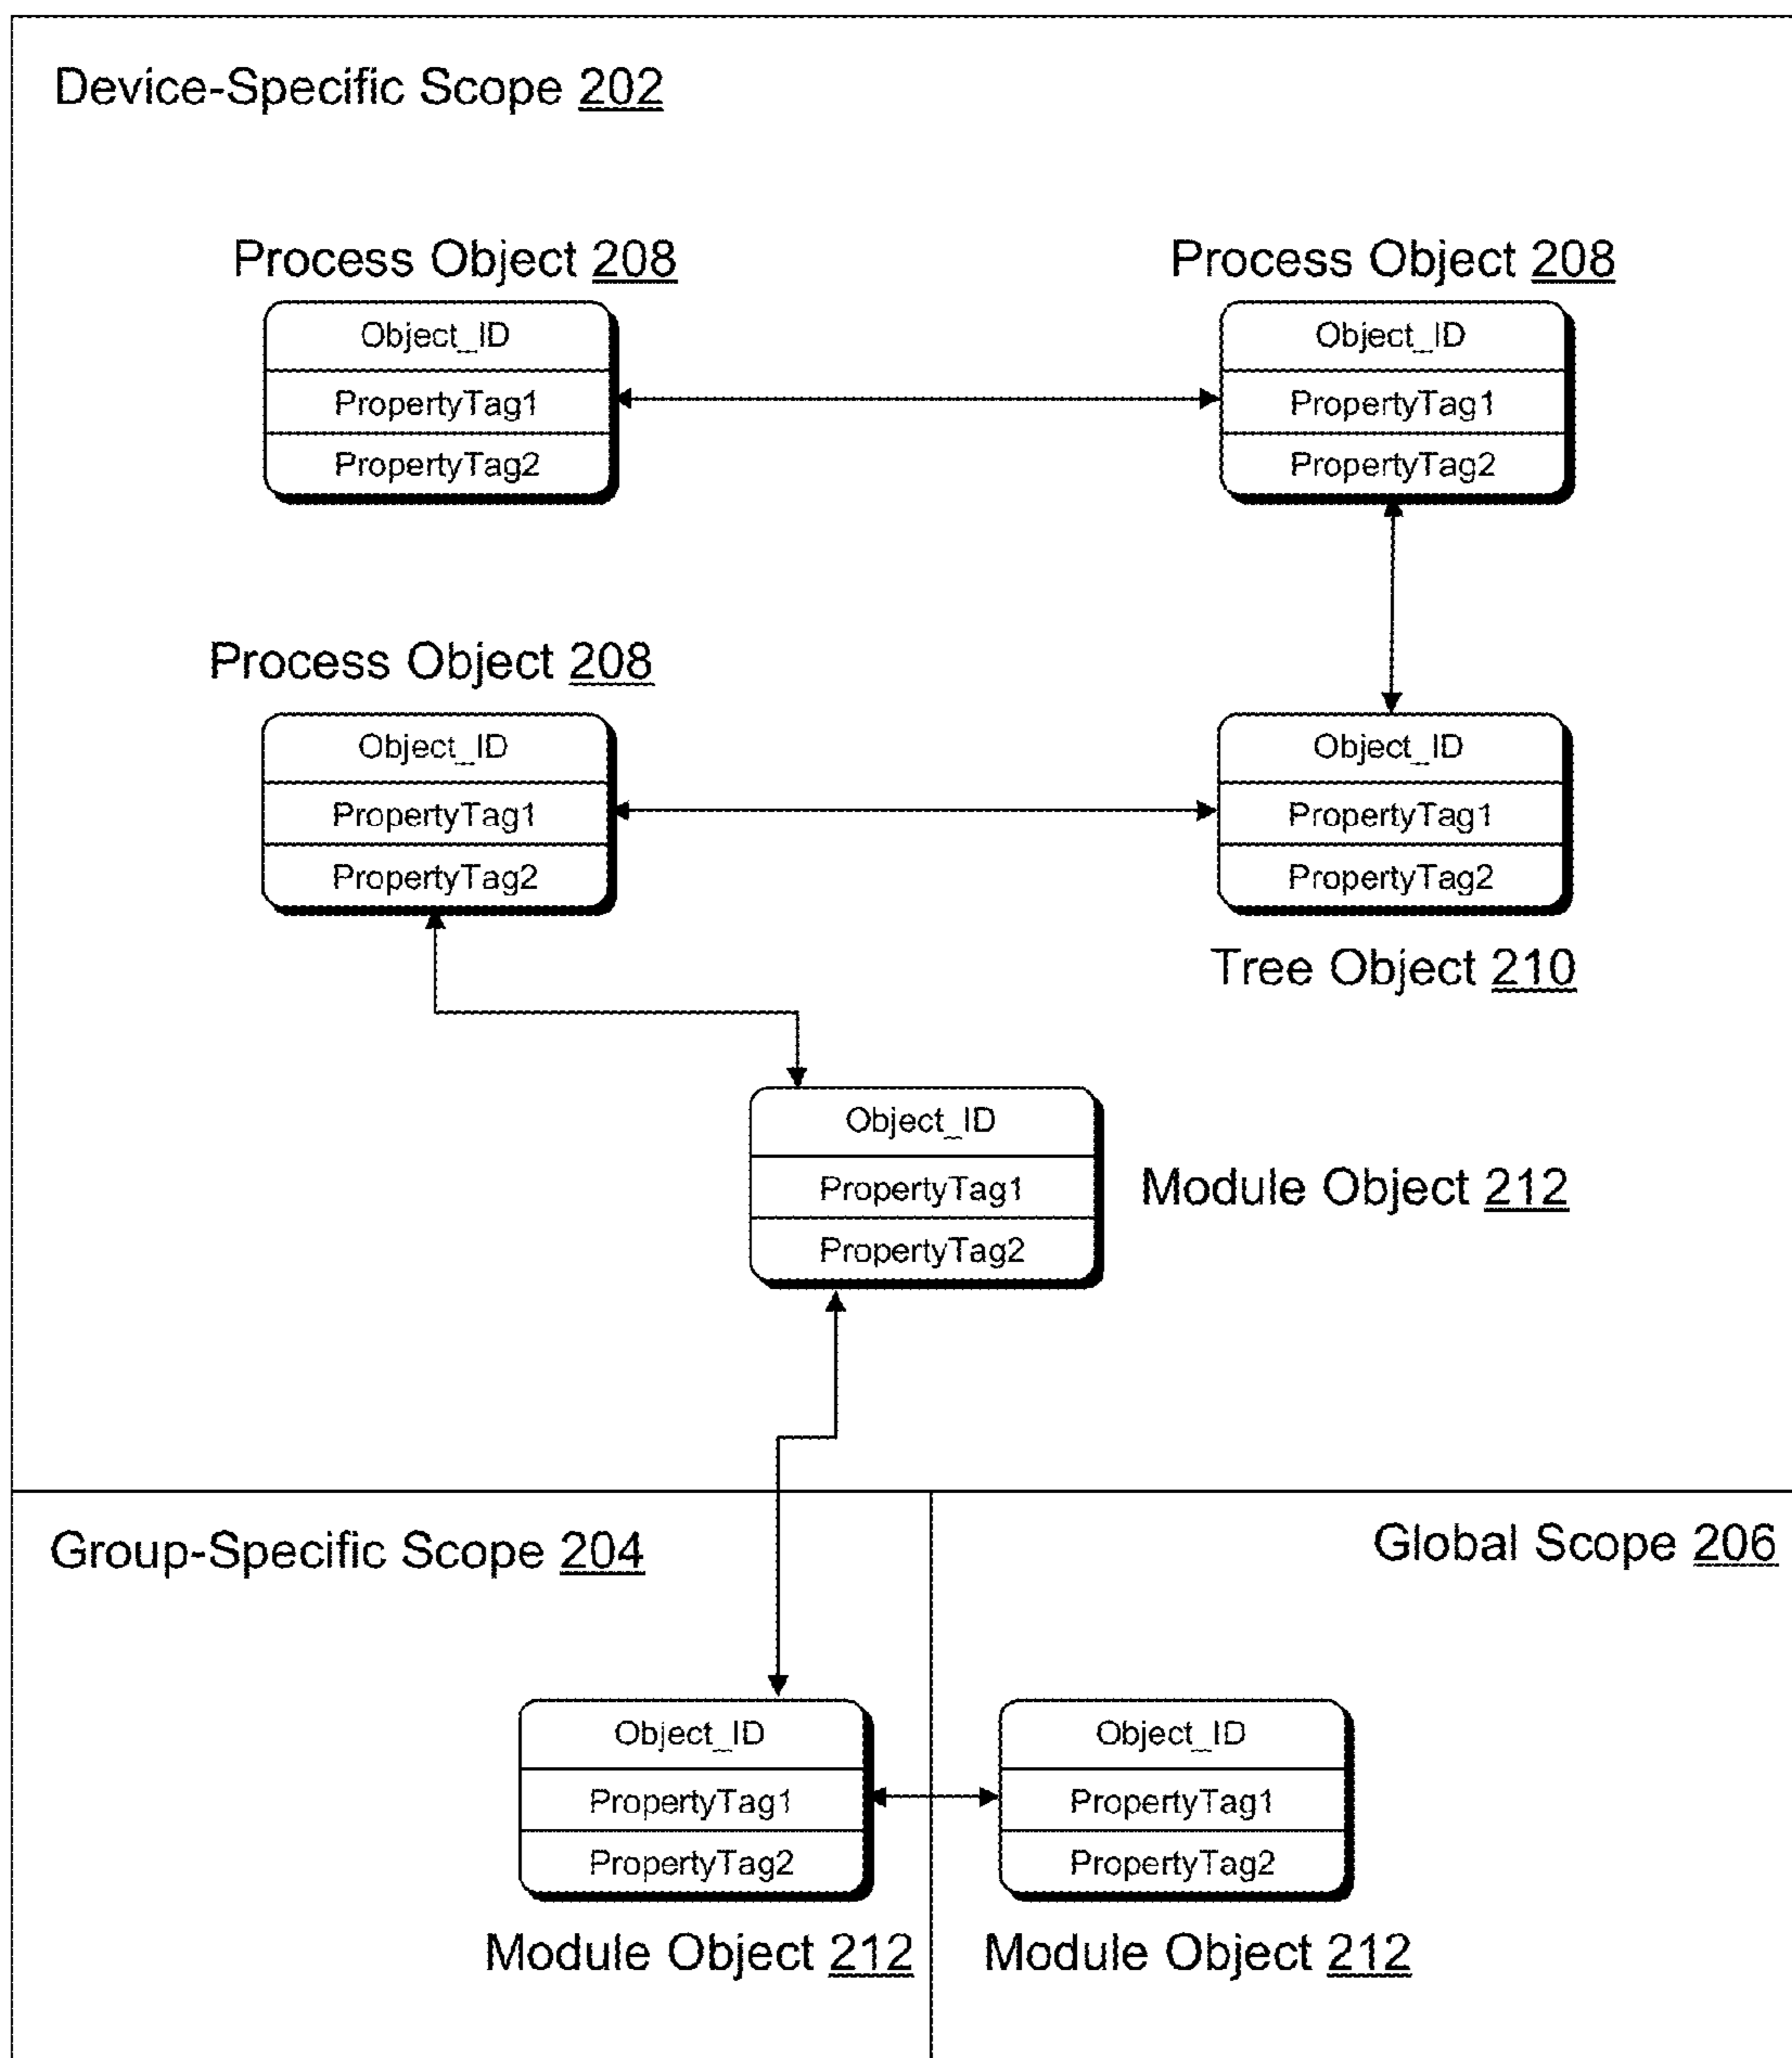 Device-Specific Scope 202
Process Object 208
Object_ID
PropertyTag1
PropertyTag2
Process Object 208
Object_ID
PropertyTag1
PropertyTag2
Process Object 208
Object_ID
PropertyTag1
PropertyTag2
Object_ID
PropertyTag1
PropertyTag2
Tree Object 210
Object_ID
PropertyTag1
PropertyTag2
Module Object 212
Group-Specific Scope 204
Object_ID
PropertyTag1
PropertyTag2
Module Object 212
Global Scope 206
Object_ID
PropertyTag1
PropertyTag2
Module Object 212